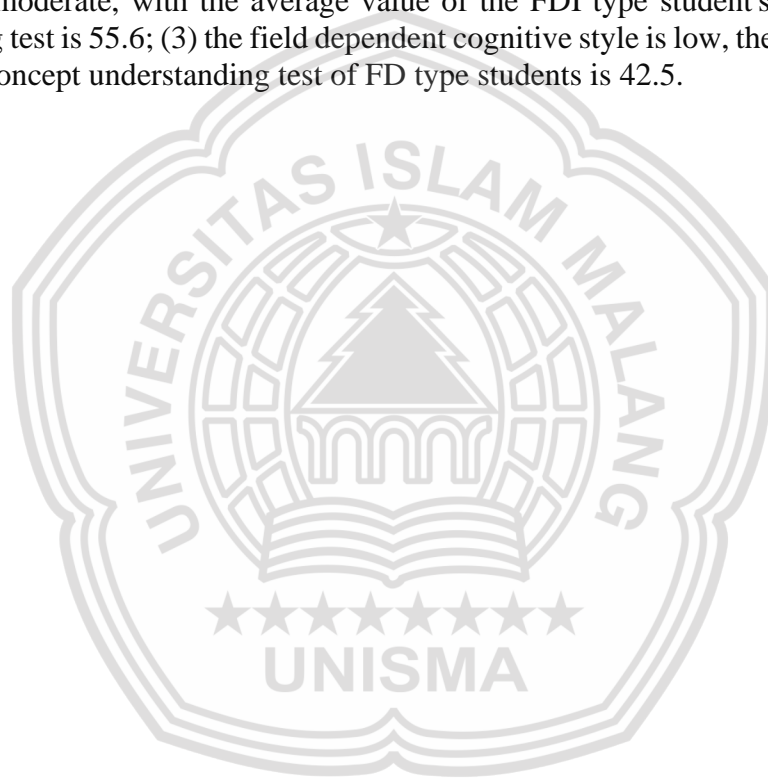 moderate, with the average value of the FDI type student's
test is 55.6; (3) the field dependent cognitive style is low, the
concept understanding test of FD type students is 42.5.
UNIVERSITAS ISLAM MALANG
UNISMA